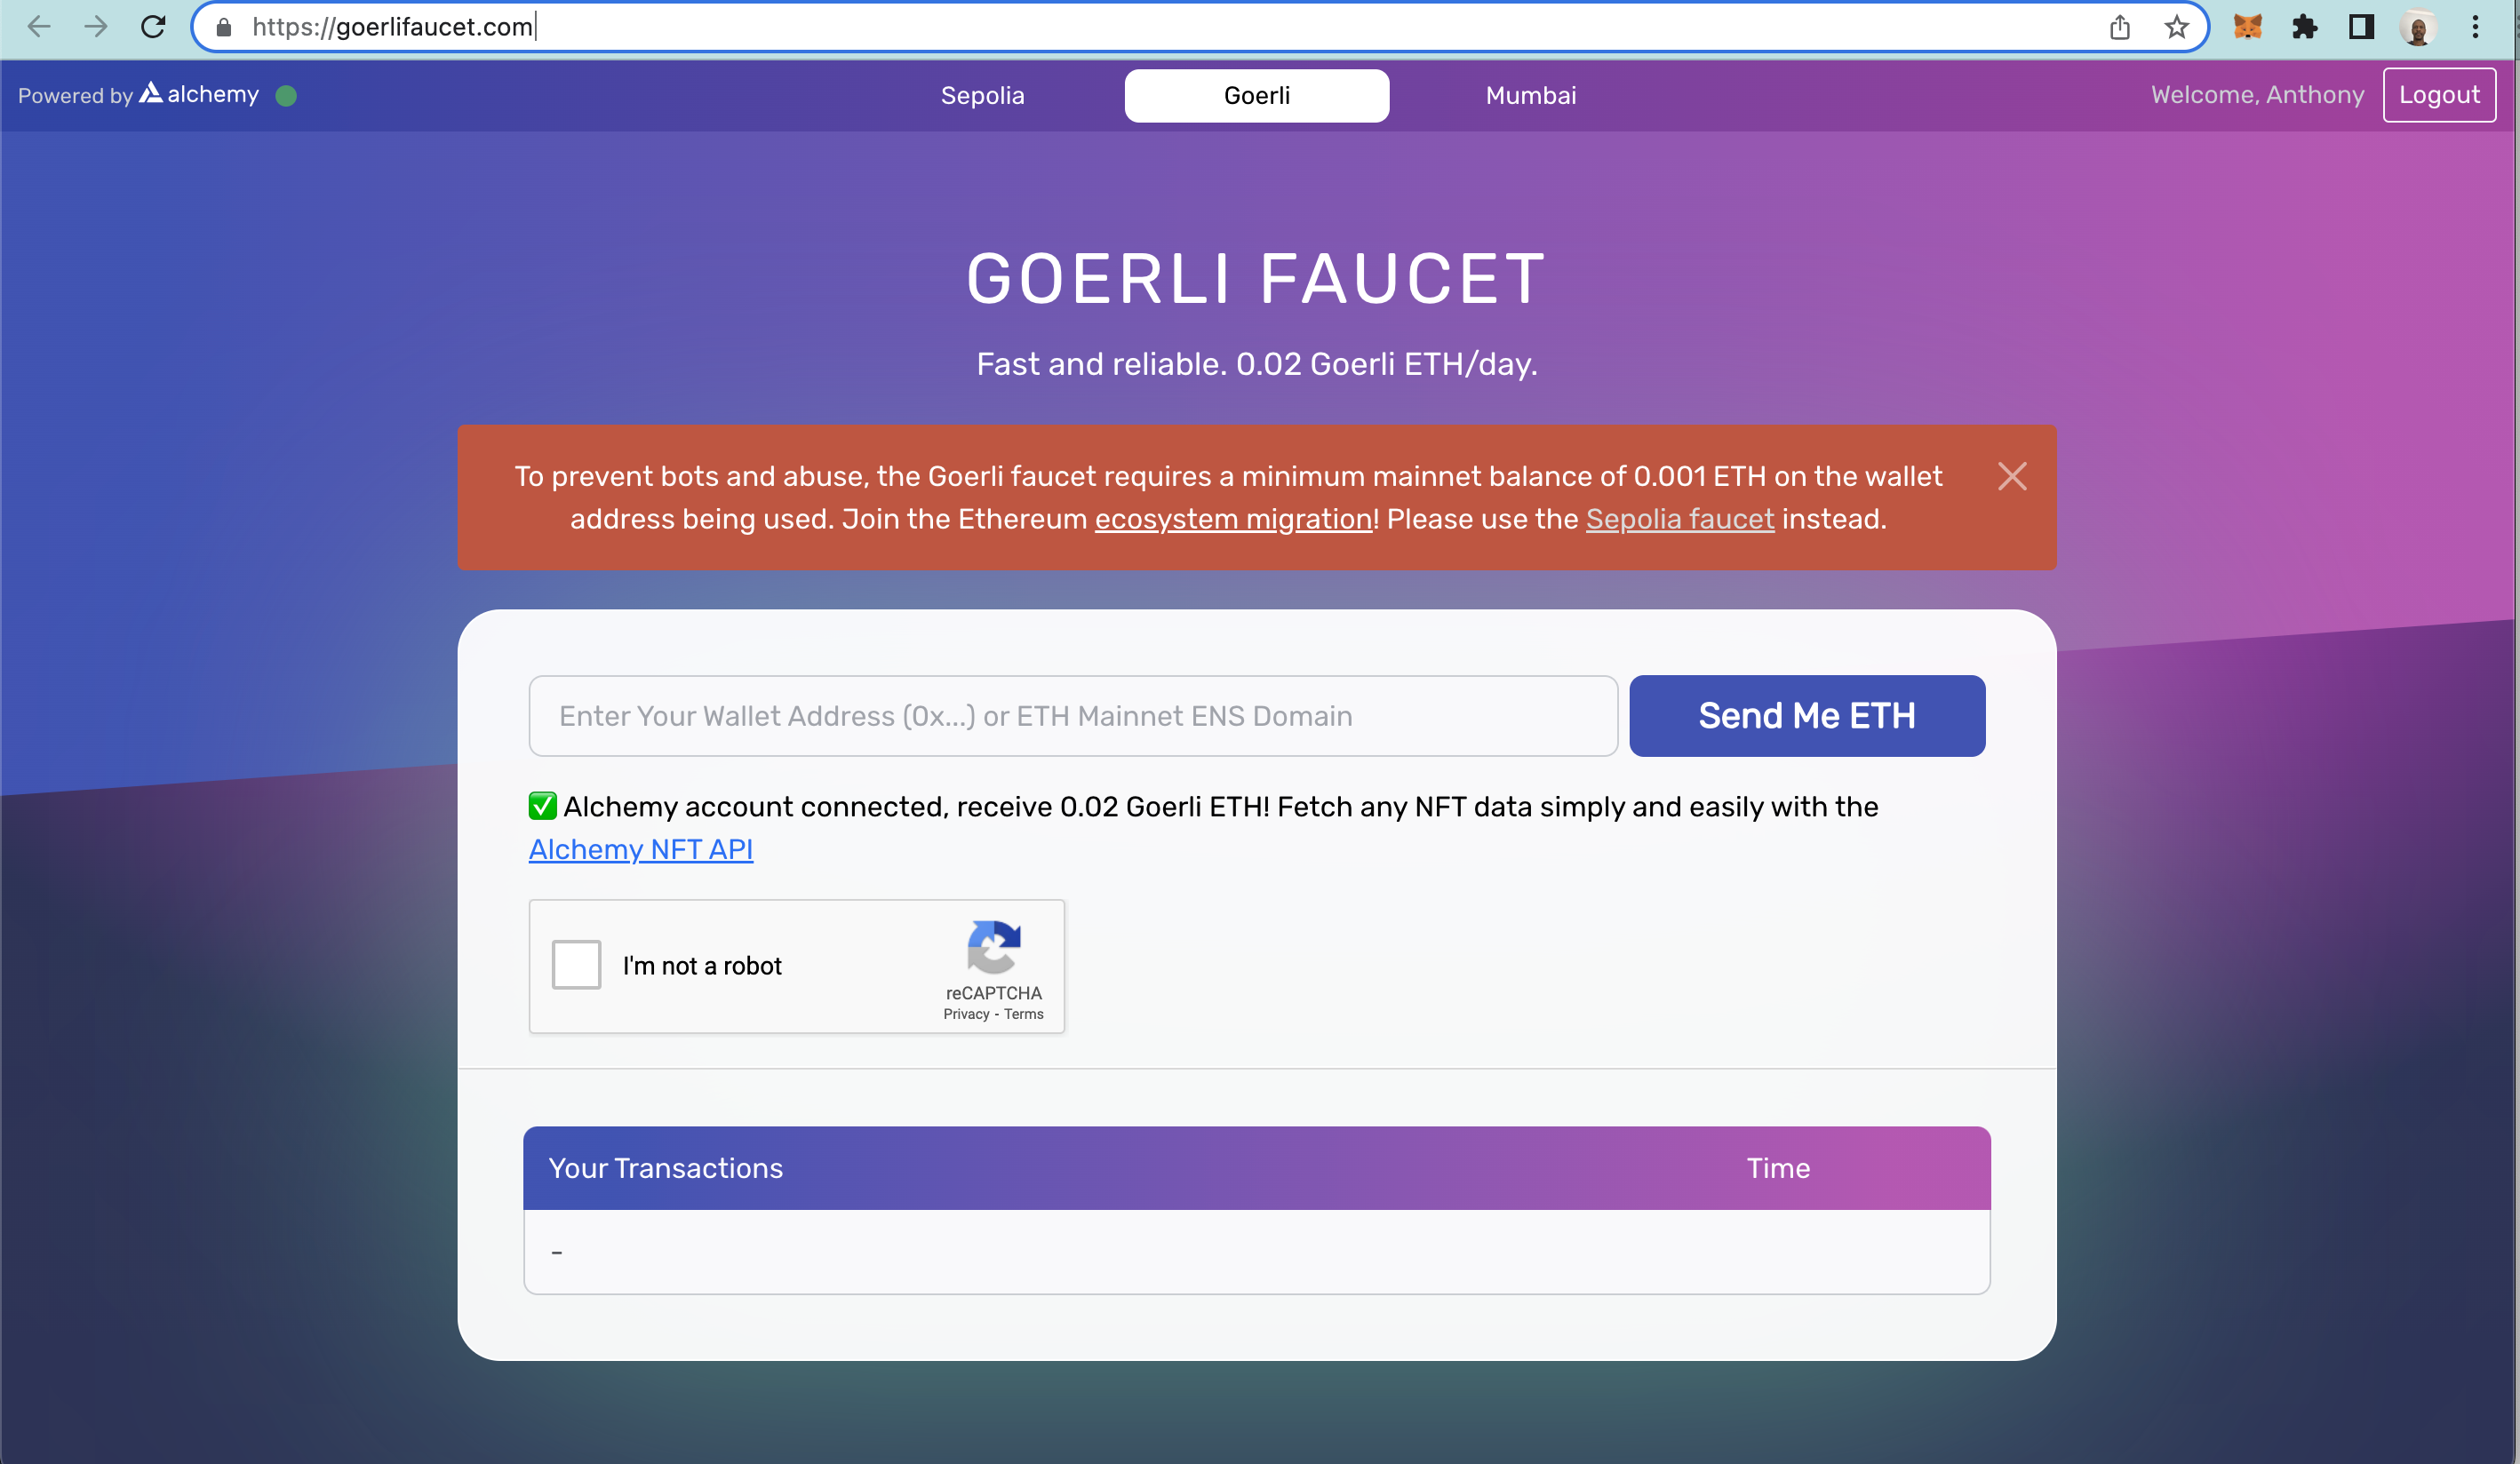 https://goerlifaucet.com
Powered by alchemy
Sepolia
Goerli
Mumbai
Welcome, Anthony
Logout
GOERLI FAUCET
Fast and reliable. 0.02 Goerli ETH/day.
To prevent bots and abuse, the Goerli faucet requires a minimum mainnet balance of 0.001 ETH on the wallet
address being used. Join the Ethereum ecosystem migration! Please use the Sepolia faucet instead.
Enter Your Wallet Address (0x...) or ETH Mainnet ENS Domain
Send Me ETH
✅ Alchemy account connected, receive 0.02 Goerli ETH! Fetch any NFT data simply and easily with the
Alchemy NFT API
I'm not a robot
reCAPTCHA
Privacy - Terms
Your Transactions
Time
-